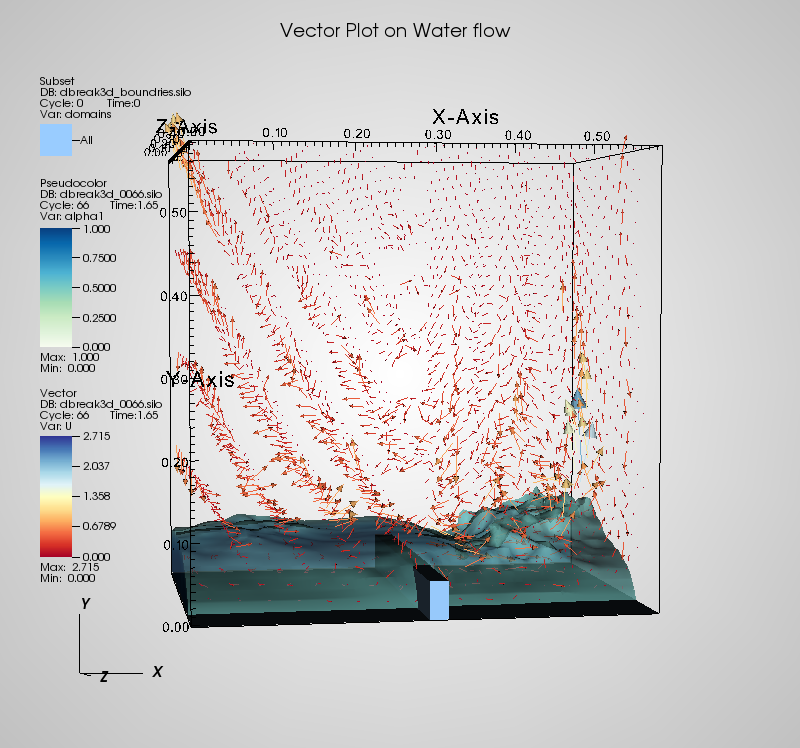 Vector Plot on Water flow
Subset
DB: dbreak3d_boundries.silo
Cycle: 0 Time:0
Var: domains
All
Pseudocolor
DB: dbreak3d_0066.silo
Cycle: 66 Time:1.65
Var: alpha1
1.000
0.7500
0.5000
0.2500
0.000
Max: 1.000
Min: 0.000
Vector
DB: dbreak3d_0066.silo
Cycle: 66 Time:1.65
Var: U
2.715
2.037
1.358
0.6789
0.000
Max: 2.715
Min: 0.000
Z-Axis
X-Axis
0.10 0.20 0.30 0.40 0.50
0.50
0.40
0.30
Y-Axis
0.20
0.10
0.00
Y
Z
X